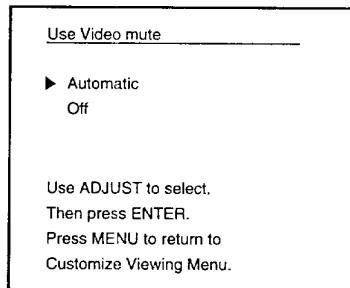 Use Video mute
Automatic
Off
Use ADJUST to select.
Then press ENTER.
Press MENU to return to
Customize Viewing Menu.